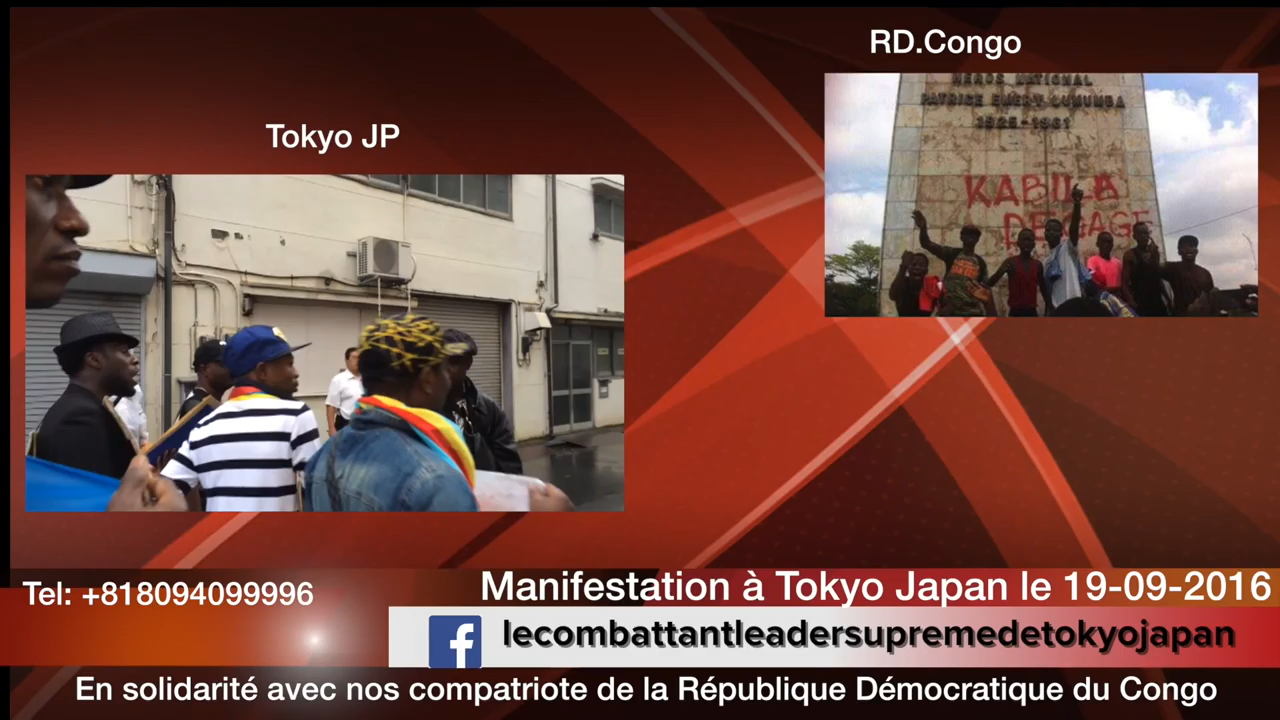 RD.Congo
HEROS NATIONAL
PATRICE EMERY LUMUMBA
1925-1961
KABILA
DEGAGE
Tokyo JP
Tel: +818094099996
Manifestation à Tokyo Japan le 19-09-2016
f lecombattantleadersupremedetokyojapan
En solidarité avec nos compatriote de la République Démocratique du Congo